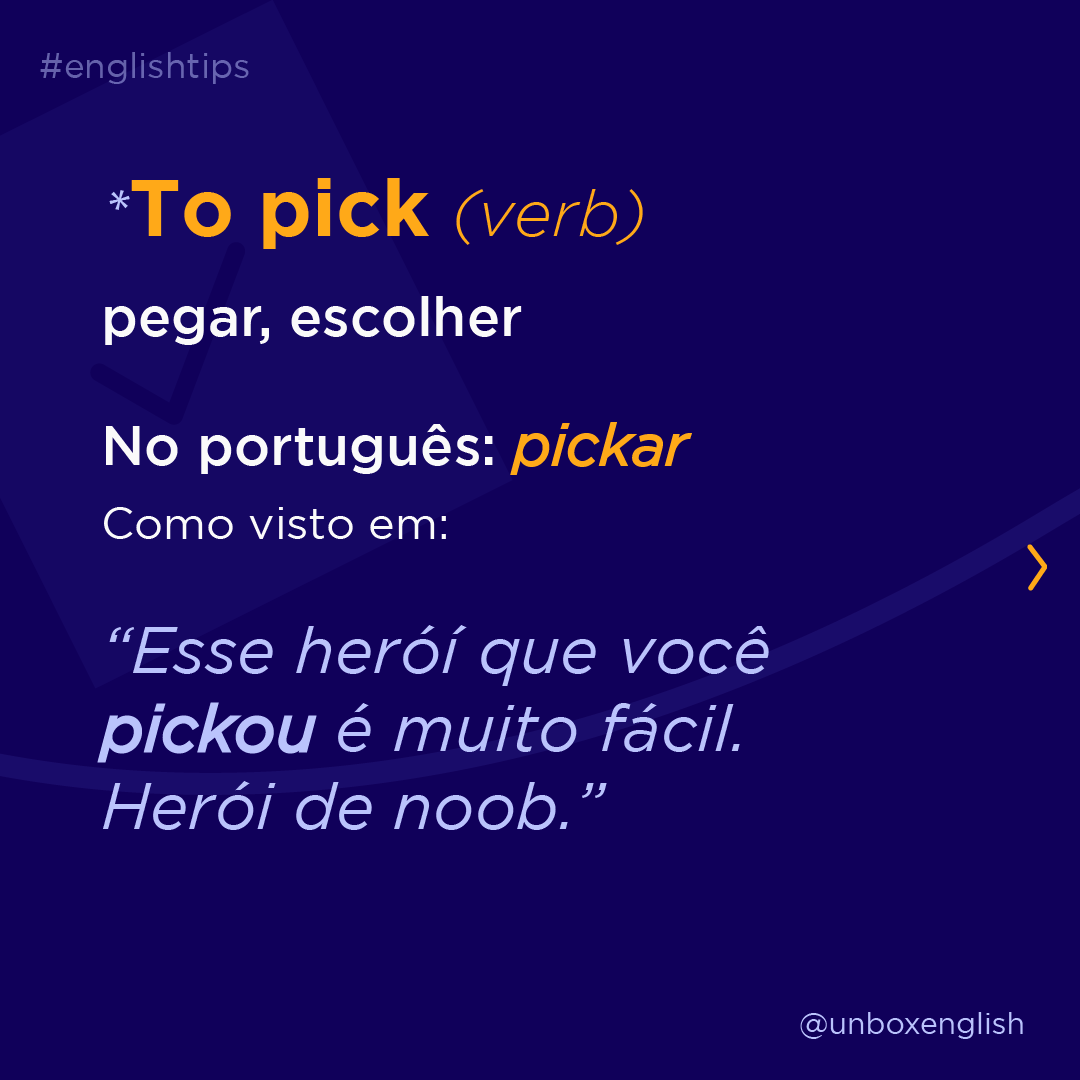 #englishtips
*To pick (verb)
pegar, escolher
No português: pickar
Como visto em:
“Esse heróí que você
pickou é muito fácil.
Herói de noob.”
@unboxenglish